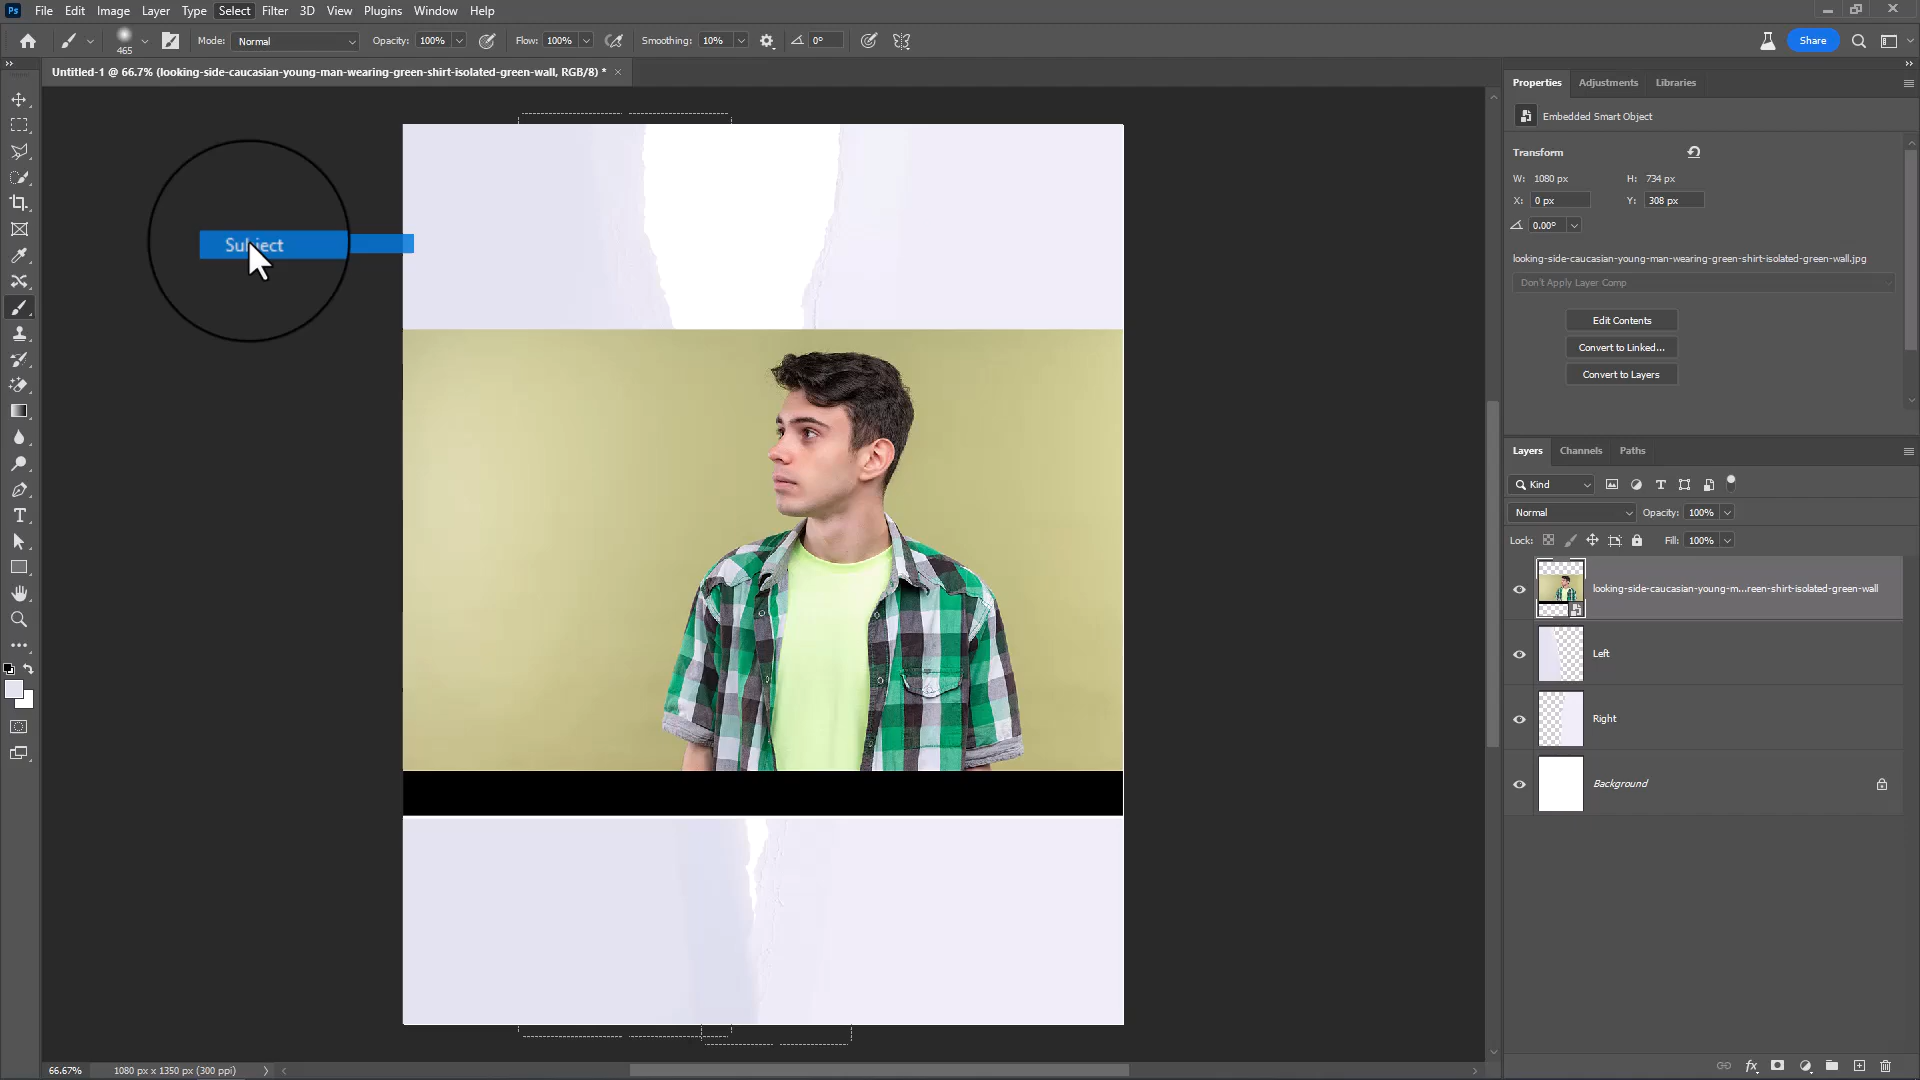 Ps File Edit Image Layer Type Select Filter 3D View Plugins Window Help
465 Mode: Normal Opacity: 100% Flow: 100% Smoothing: 10% 0° Share
Untitled-1 @ 66.7% (looking-side-caucasian-young-man-wearing-green-shirt-isolated-green-wall, RGB/8) * ×
Subject
66.67% 1080 px x 1350 px (300 ppi)
Properties Adjustments Libraries
Embedded Smart Object
Transform
W: 1080 px H: 734 px
X: 0 px Y: 308 px
0.00°
looking-side-caucasian-young-man-wearing-green-shirt-isolated-green-wall.jpg
Don't Apply Layer Comp
Edit Contents
Convert to Linked...
Convert to Layers
Layers Channels Paths
Kind
Normal Opacity: 100%
Lock: Fill: 100%
looking-side-caucasian-young-m...reen-shirt-isolated-green-wall
Left
Right
Background